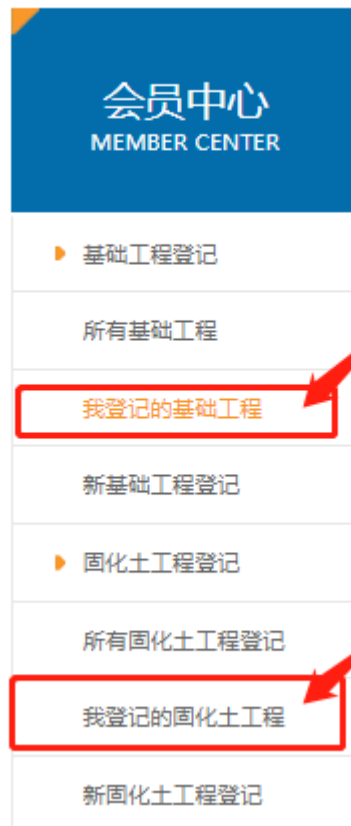 会员中心
MEMBER CENTER
基础工程登记
所有基础工程
我登记的基础工程
新基础工程登记
固化土工程登记
所有固化土工程登记
我登记的固化土工程
新固化土工程登记